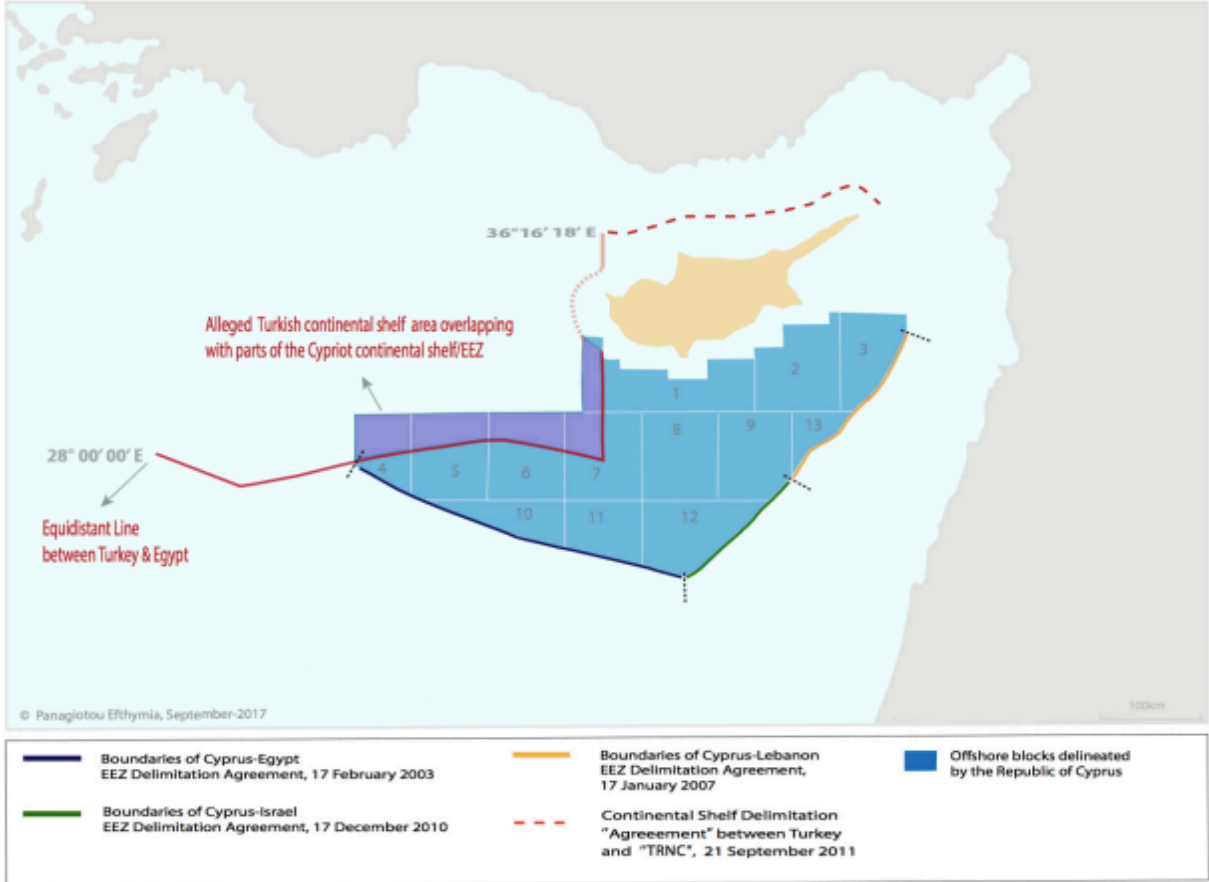 36°16' 18' E
Alleged Turkish continental shelf area overlapping
with parts of the Cypriot continental shelf/EEZ
3
2
1
8
9
13
28° 00' 00' E
4
5
6
7
10
11
12
Equidistant Line
between Turkey & Egypt
© Panagiotou Efthymia, September-2017
100km
Boundaries of Cyprus-Egypt
EEZ Delimitation Agreement, 17 February 2003
Boundaries of Cyprus-Israel
EEZ Delimitation Agreement, 17 December 2010
Boundaries of Cyprus-Lebanon
EEZ Delimitation Agreement,
17 January 2007
Continental Shelf Delimitation
"Agreeement" between Turkey
and "TRNC", 21 September 2011
Offshore blocks delineated
by the Republic of Cyprus